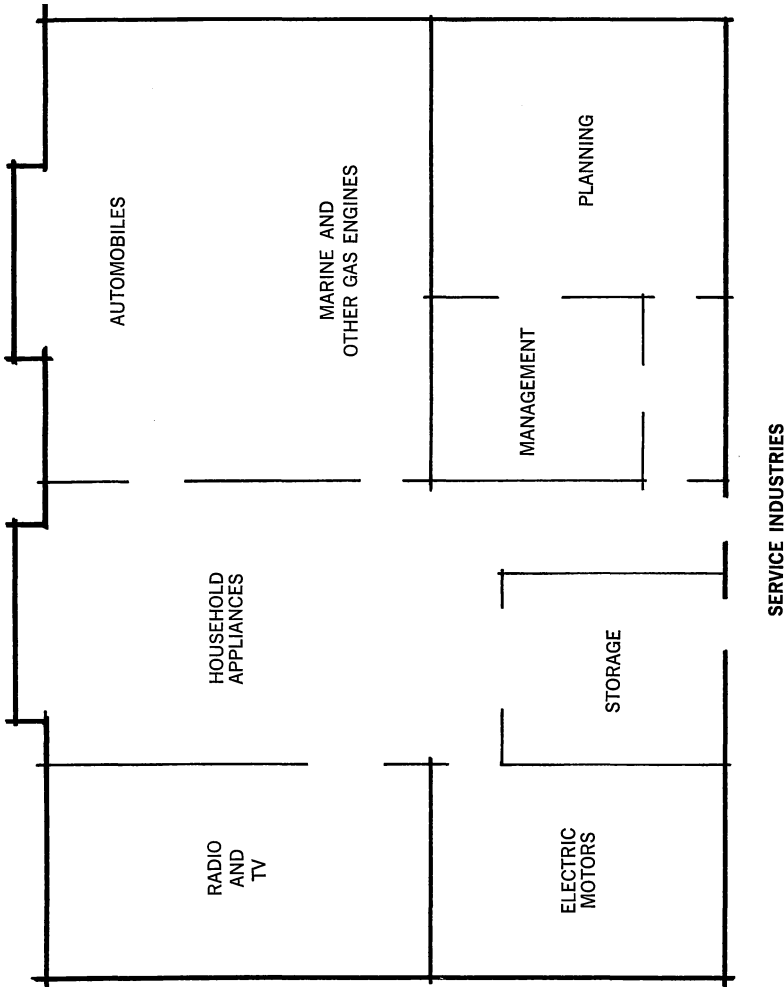 AUTOMOBILES
RADIO
AND
TV
HOUSEHOLD
APPLIANCES
MARINE AND
OTHER GAS ENGINES
ELECTRIC
MOTORS
STORAGE
MANAGEMENT
PLANNING
SERVICE INDUSTRIES